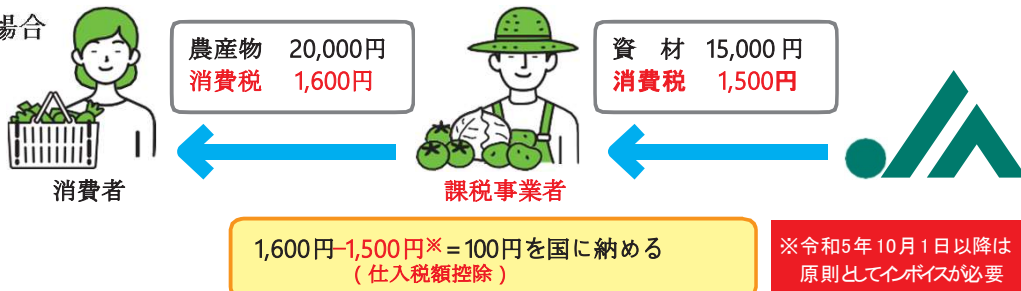 場合
農産物 20,000円
消費税 1,600円
資 材 15,000円
消費税 1,500円
消費者
課税事業者
1,600円−1,500円※＝100円を国に納める
(仕入税額控除)
※令和5年10月1日以降は
原則としてインボイスが必要